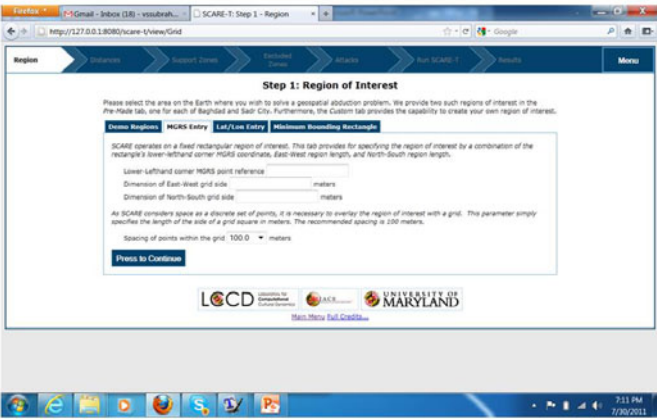 Firefox
Gmail - Inbox (18) - vssubrah...
SCARE-T: Step 1 - Region
http://127.0.0.1:8080/scare-t/view/Grid
Google
Region
Distances
Support Zones
Excluded Zones
Attacks
Run SCARE-T
Results
Menu
Step 1: Region of Interest
Please select the area on the Earth where you wish to solve a geospatial abduction problem. We provide two such regions of interest in the
Pre-Made tab, one for each of Baghdad and Sadr City. Furthermore, the Custom tab provides the capability to create your own region of interest.
Demo Regions
MGRS Entry
Lat/Lon Entry
Minimum Bounding Rectangle
SCARE operates on a fixed rectangular region of interest. This tab provides for specifying the region of interest by a combination of the
rectangle's lower-lefthand corner MGRS coordinate, East-West region length, and North-South region length.
Lower-Lefthand corner MGRS point reference
Dimension of East-West grid side meters
Dimension of North-South grid side meters
As SCARE considers space as a discrete set of points, it is necessary to overlay the region of interest with a grid. This parameter simply
specifies the length of the side of a grid square in meters. The recommended spacing is 100 meters.
Spacing of points within the grid 100.0 meters
Press to Continue
LCCD
Laboratory for
Computational
Cultural Dynamics
UNIVERSITY OF
MARYLAND
Main Menu Full Credits...
7:11 PM
7/30/2011